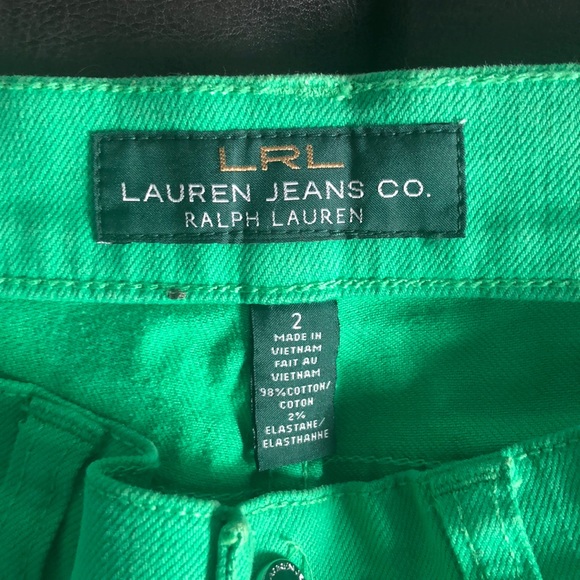 LRL
LAUREN JEANS CO.
RALPH LAUREN
2
MADE IN
VIETNAM
FAIT AU
VIETNAM
98%COTTON/
COTON
2%
ELASTANE/
ELASTHANNE